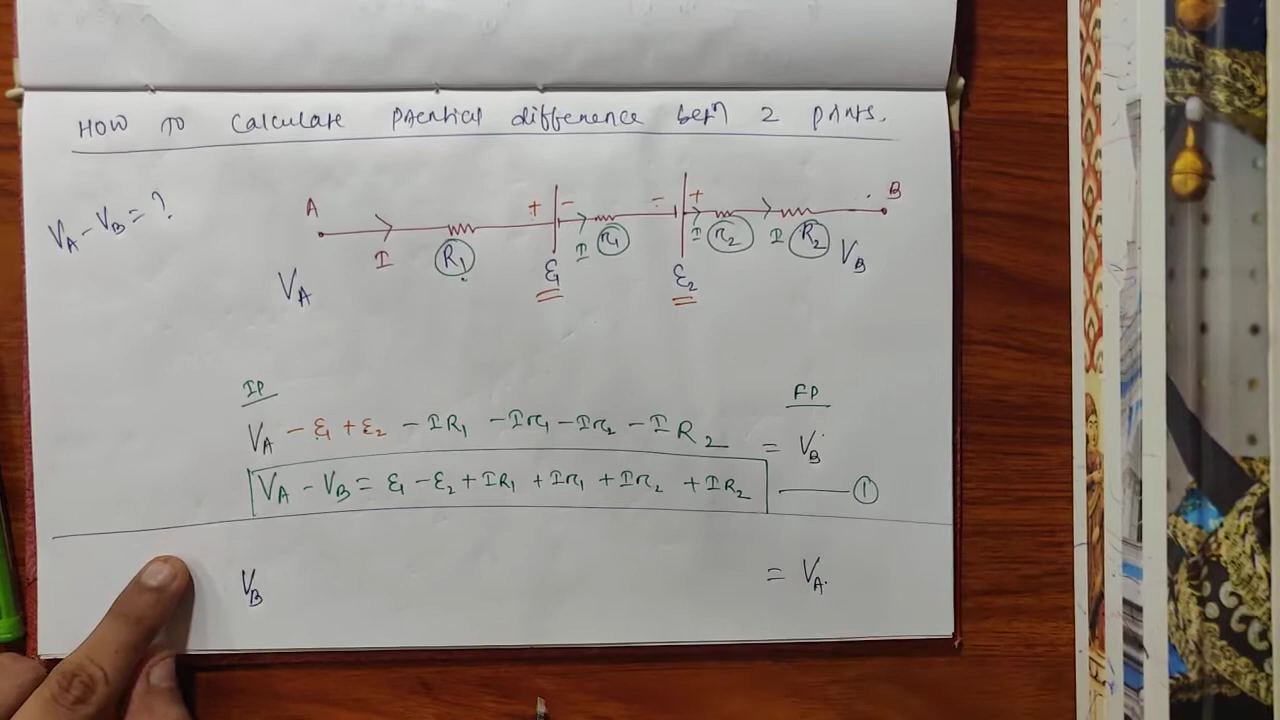 HOW TO Calculate potential difference betn 2 points.
VA - VB = ?
A + - - + B
I R1 I r1 I r2 I R2
VA ε1 ε2 VB
IP FP
VA - ε1 + ε2 - IR1 - Ir1 - Ir2 - IR2 = VB
VA - VB = ε1 - ε2 + IR1 + Ir1 + Ir2 + IR2 ——— ①
VB = VA.